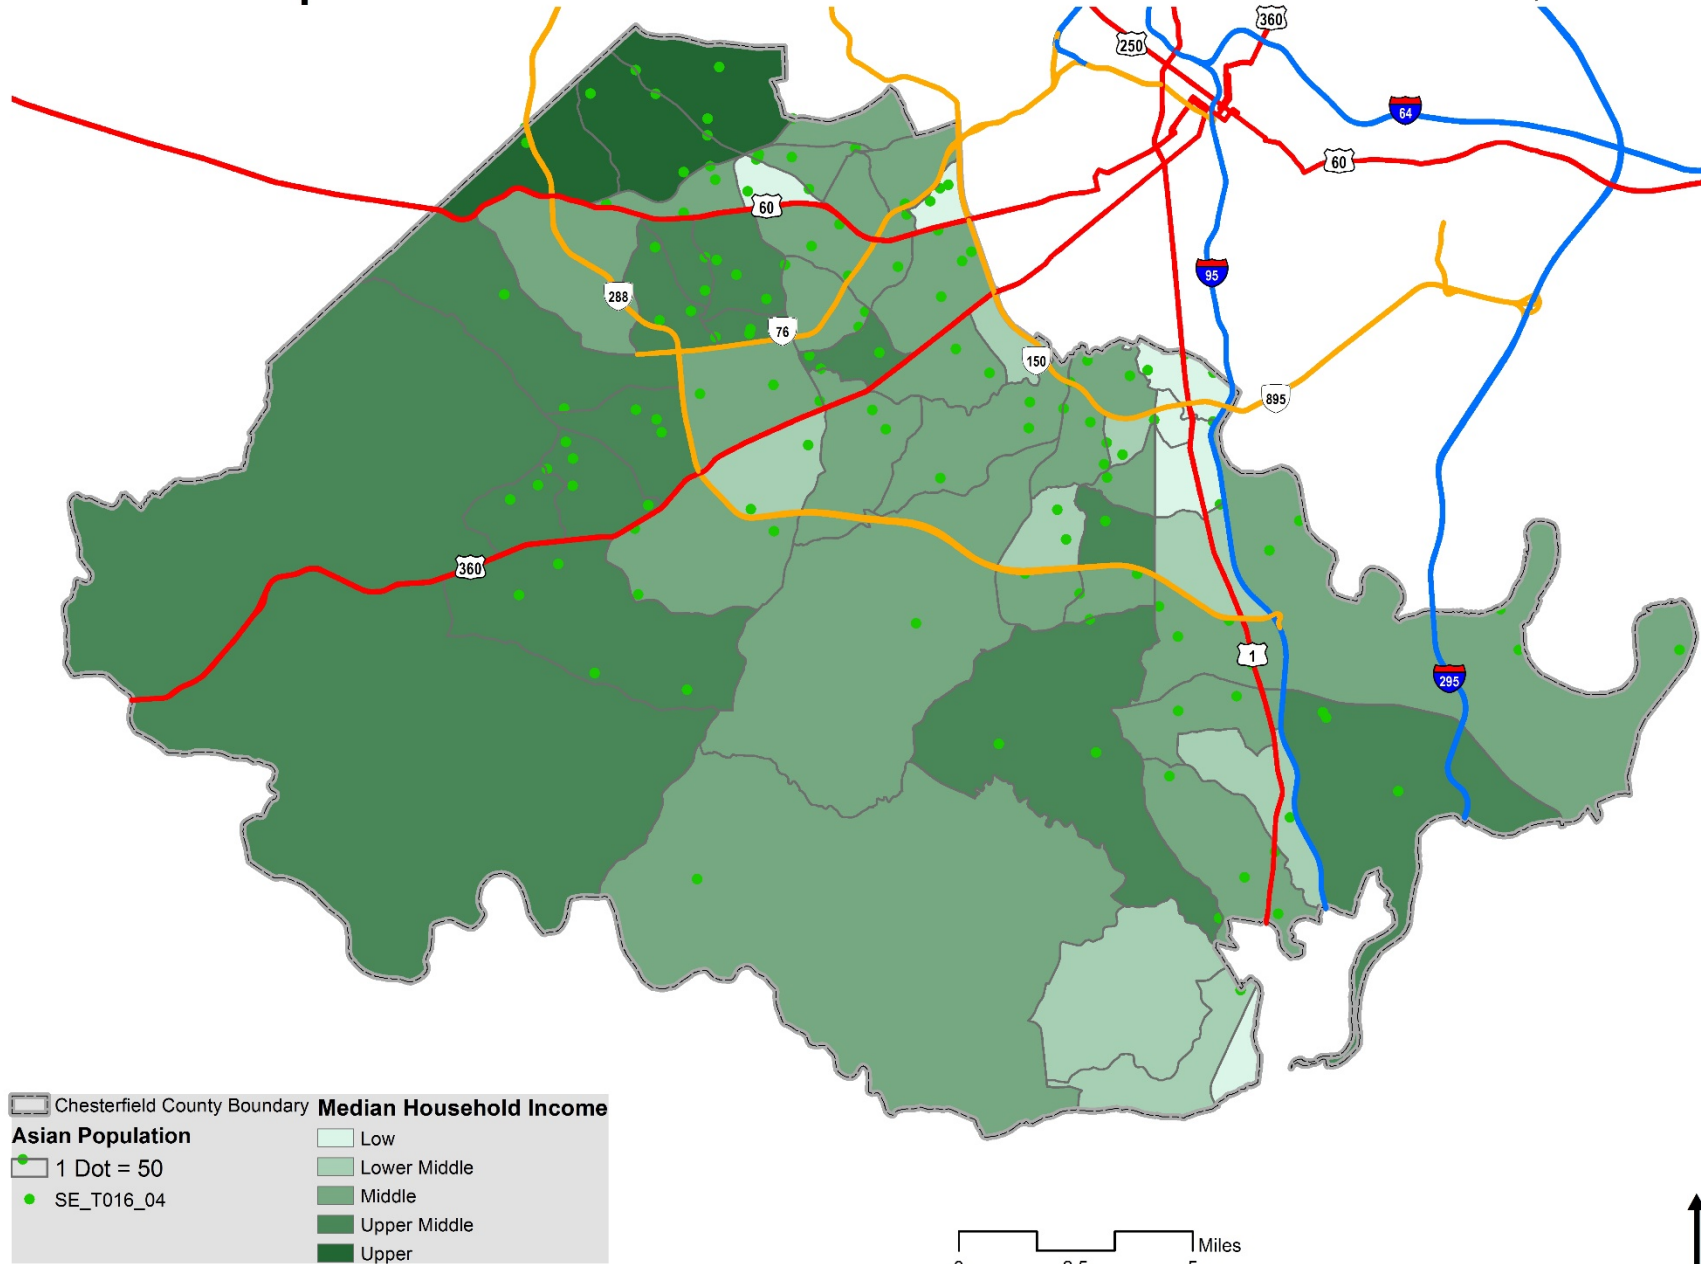 360
250
64
60
60
95
288
76
150
895
360
1
295
Chesterfield County Boundary
Asian Population
1 Dot = 50
SE_T016_04
Median Household Income
Low
Lower Middle
Middle
Upper Middle
Upper
Miles